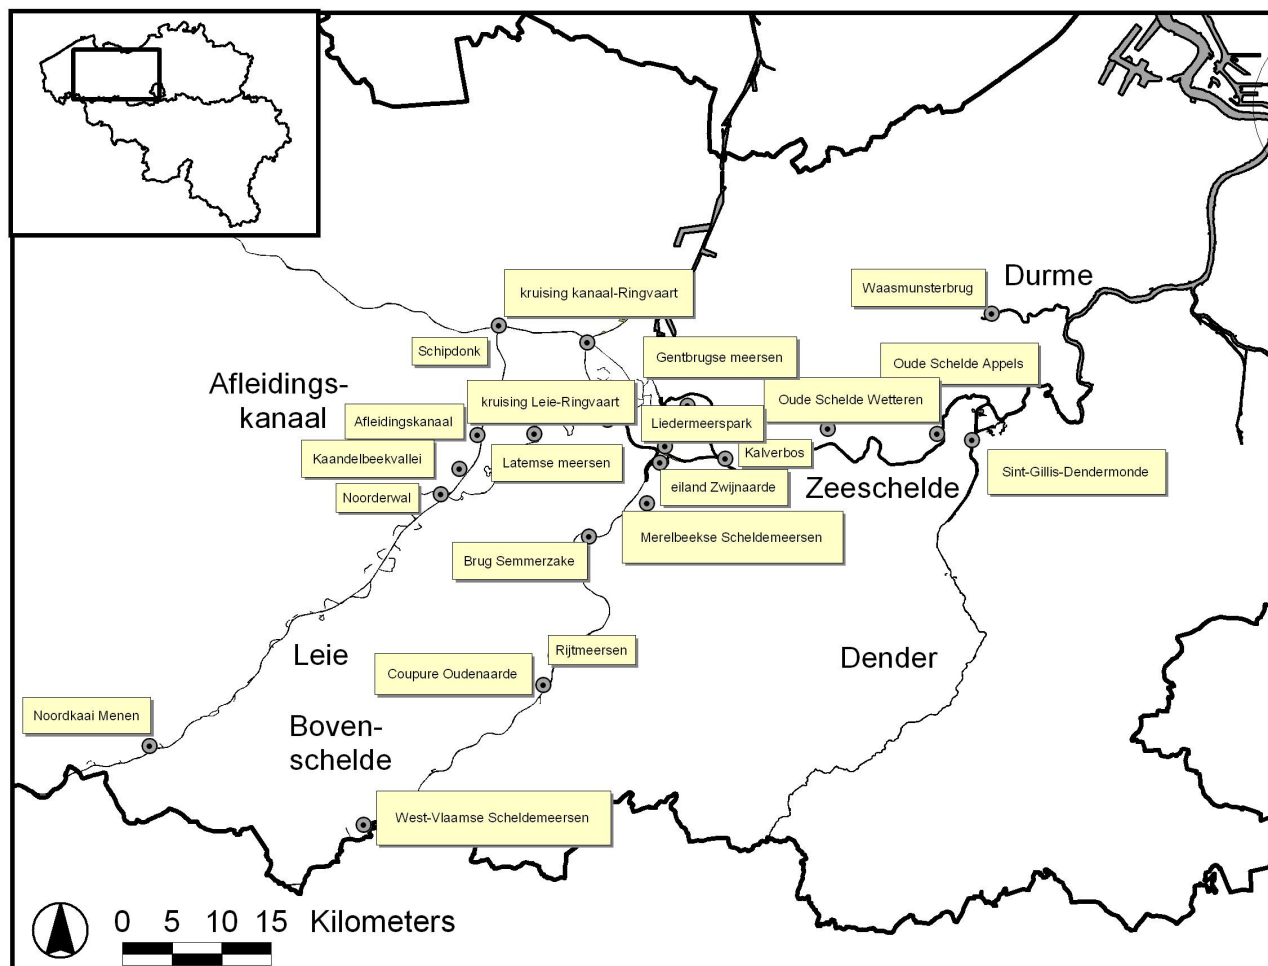 kruising kanaal-Ringvaart
Waasmunsterbrug
Durme
Schipdonk
Gentbrugse meersen
Oude Schelde Appels
Afleidings-
kanaal
kruising Leie-Ringvaart
Oude Schelde Wetteren
Afleidingskanaal
Liedermeerspark
Kaandelbeekvallei
Latemse meersen
Kalverbos
Sint-Gillis-Dendermonde
Noorderwal
eiland Zwijnaarde
Zeeschelde
Merelbeekse Scheldemeersen
Brug Semmerzake
Leie
Rijtmeersen
Dender
Coupure Oudenaarde
Noordkaai Menen
Boven-
schelde
West-Vlaamse Scheldemeersen
0 5 10 15 Kilometers